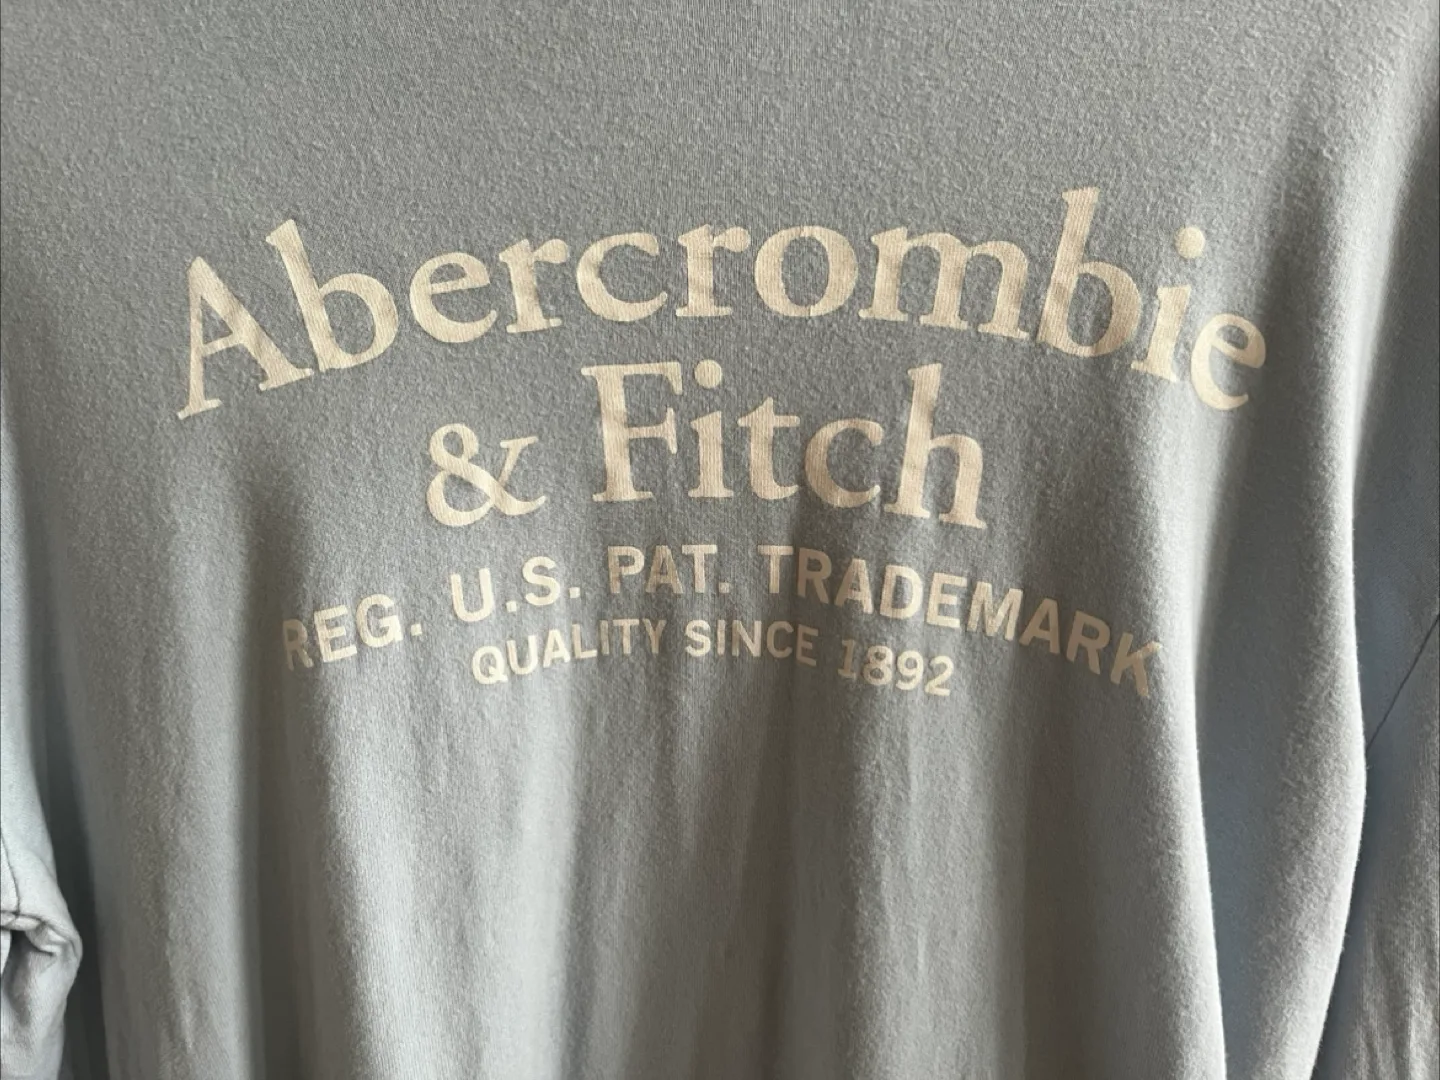 Abercrombie
& Fitch
REG. U.S. PAT. TRADEMARK
QUALITY SINCE 1892